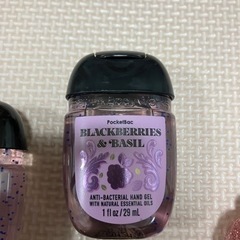 PocketBac
BLACKBERRIES
& BASIL
ANTI-BACTERIAL HAND GEL
WITH NATURAL ESSENTIAL OILS
1 fl oz / 29 mL